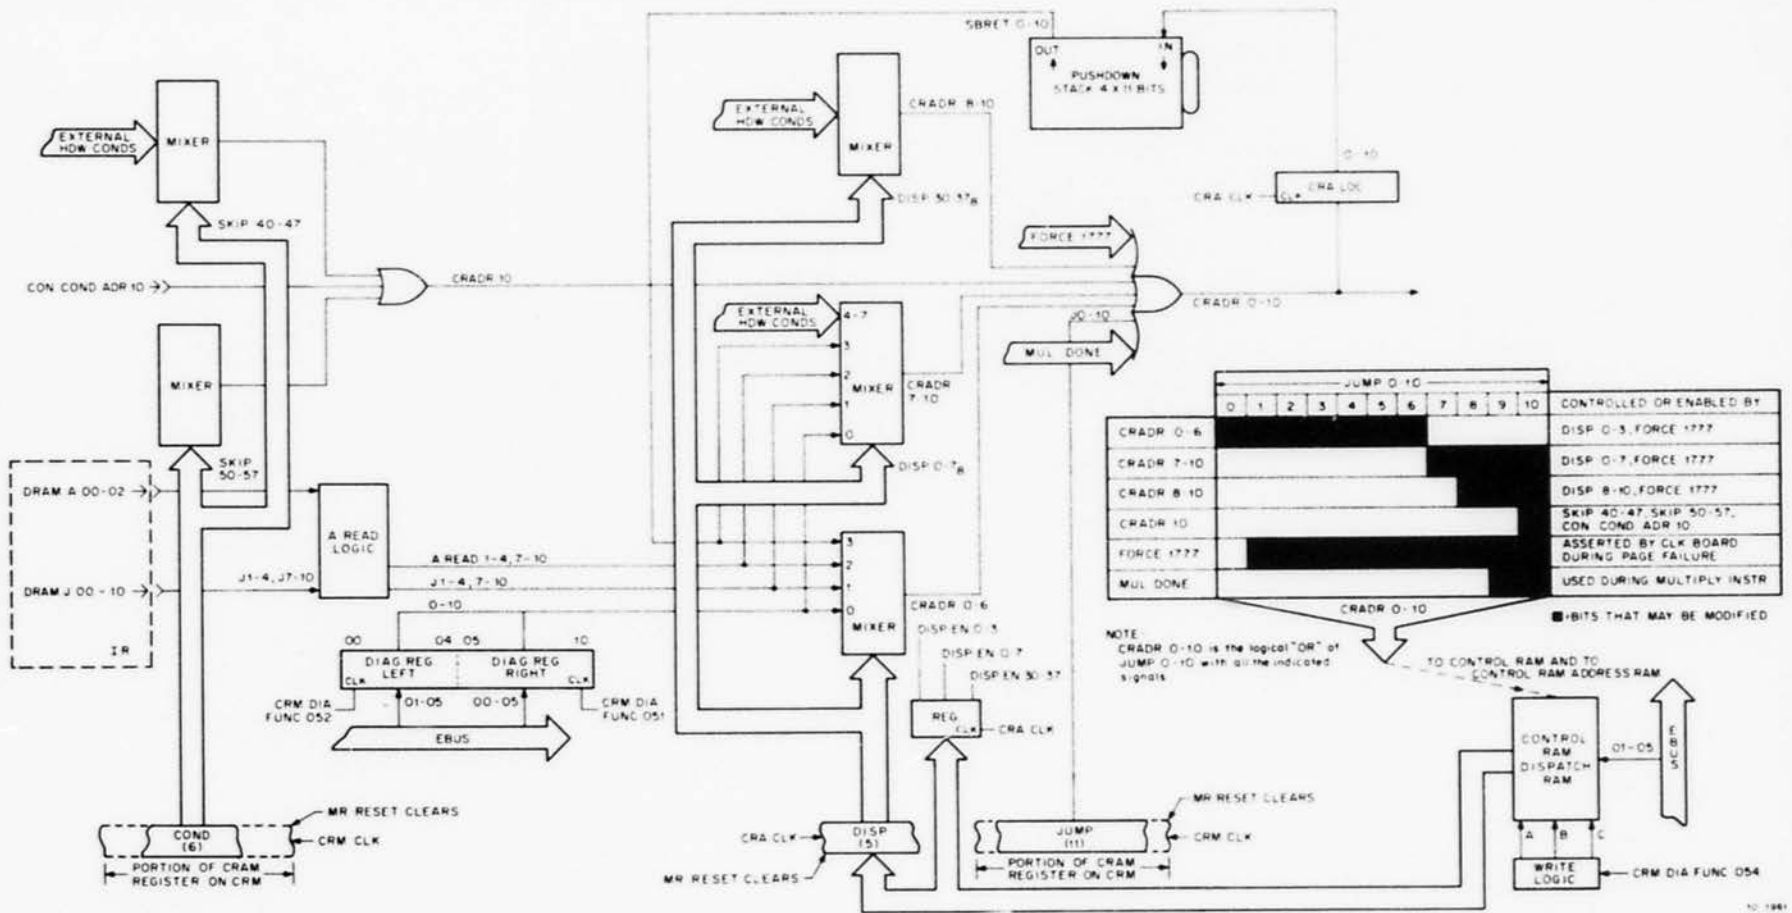 SBRET 0-10
OUT
IN
PUSHDOWN
STACK 4 X 11 BITS
EXTERNAL
HDW CONDS
MIXER
EXTERNAL
HDW CONDS
MIXER
CRADR 8-10
0-10
CRA LOC
CLK
CRA CLK
SKIP 40-47
DISP 30-37₈
FORCE 1777
CON COND ADR 10
CRADR 10
CRADR 0-10
EXTERNAL
HDW CONDS
4-7
3
2
1
0
MIXER
CRADR
7-10
J0-10
MUL DONE
MIXER
SKIP
50-57
DISP 0-7₈
JUMP 0-10
0 1 2 3 4 5 6 7 8 9 10
CONTROLLED OR ENABLED BY
CRADR 0-6
DISP 0-3, FORCE 1777
CRADR 7-10
DISP 0-7, FORCE 1777
CRADR 8-10
DISP 8-10, FORCE 1777
CRADR 10
SKIP 40-47, SKIP 50-57,
CON COND ADR 10
FORCE 1777
ASSERTED BY CLK BOARD
DURING PAGE FAILURE
MUL DONE
USED DURING MULTIPLY INSTR
CRADR 0-10
=BITS THAT MAY BE MODIFIED
NOTE
CRADR 0-10 is the logical "OR" of
JUMP 0-10 with all the indicated
signals
DRAM A 00-02
DRAM J 00-10
IR
J1-4, J7-10
A READ
LOGIC
A READ 1-4, 7-10
J1-4, 7-10
0-10
3
2
1
0
MIXER
CRADR 0-6
DISP EN 0-3
DISP EN 0-7
DISP EN 30-37
REG
CLK
CRA CLK
00
04 05
10
DIAG REG
LEFT
DIAG REG
RIGHT
CLK
CLK
CRM DIA
FUNC 052
01-05
00-05
CRM DIA
FUNC 051
EBUS
TO CONTROL RAM AND TO
CONTROL RAM ADDRESS RAM
CONTROL
RAM
DISPATCH
RAM
01-05
EBUS
A
B
C
WRITE
LOGIC
CRM DIA FUNC 054
COND
(6)
MR RESET CLEARS
CRM CLK
PORTION OF CRAM
REGISTER ON CRM
CRA CLK
DISP
(5)
MR RESET CLEARS
JUMP
(11)
MR RESET CLEARS
CRM CLK
PORTION OF CRAM
REGISTER ON CRM